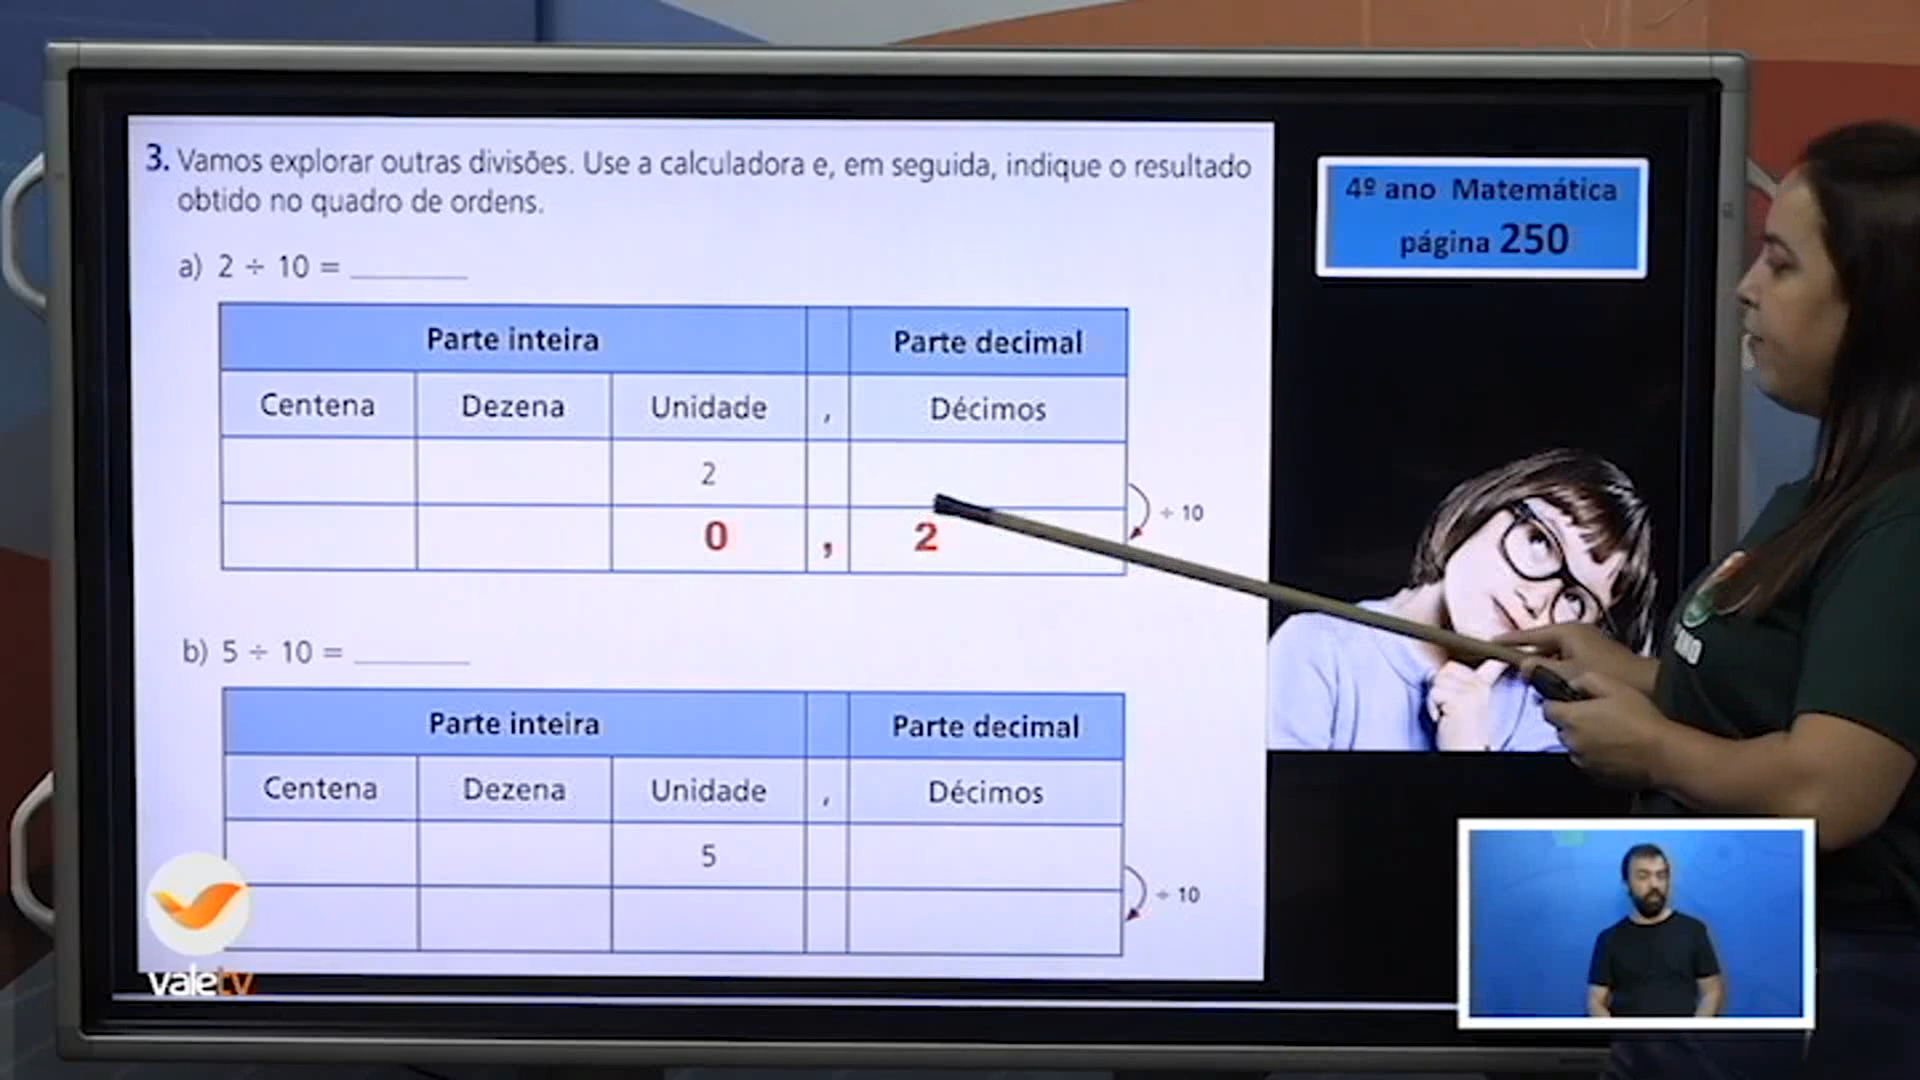 3. Vamos explorar outras divisões. Use a calculadora e, em seguida, indique o resultado
obtido no quadro de ordens.
a) 2 ÷ 10 = ________
Parte inteira Parte decimal
Centena Dezena Unidade , Décimos
2
÷ 10
0 , 2
b) 5 ÷ 10 = ________
Parte inteira Parte decimal
Centena Dezena Unidade , Décimos
5
÷ 10
4º ano Matemática
página 250
valetv